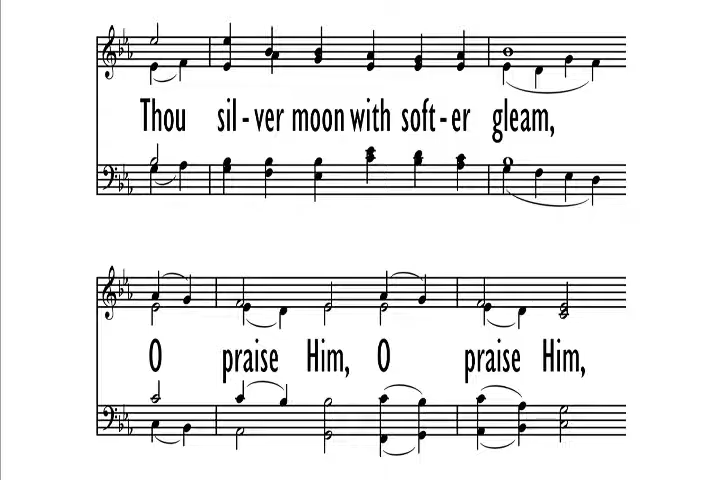 Thou sil - ver moon with soft - er gleam,
O praise Him, O praise Him,